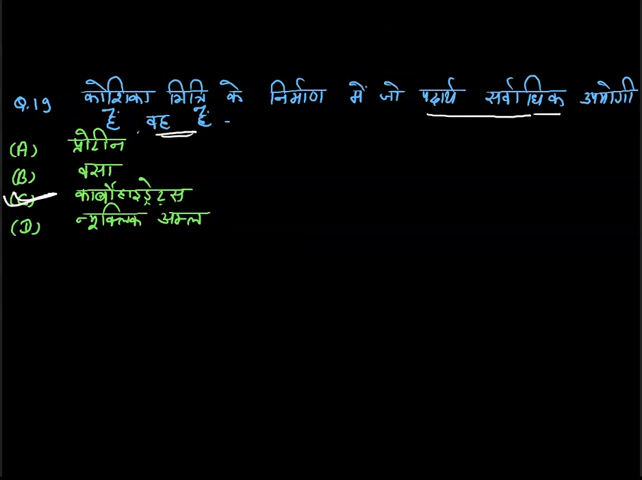 Q.19 कोशिका भित्ति के निर्माण में जो पदार्थ सर्वाधिक उपयोगी
हैं वह हैं -
(A) प्रोटीन
(B) वसा
(C) कार्बोहाइड्रेट्स
(D) न्यूक्लिक अम्ल